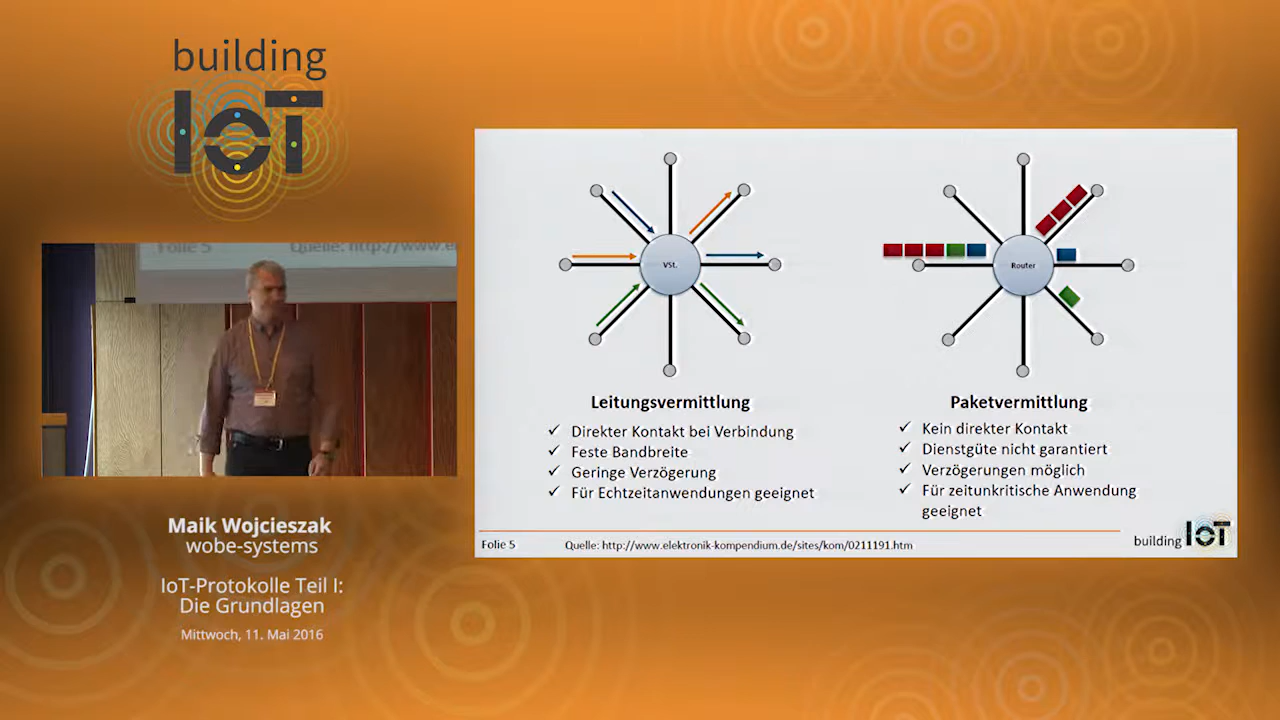 building
IoT
Folie 5
Quelle: http://www.e
Maik Wojcieszak
wobe-systems
IoT-Protokolle Teil I:
Die Grundlagen
Mittwoch, 11. Mai 2016
VSt.
Router
Leitungsvermittlung
✓ Direkter Kontakt bei Verbindung
✓ Feste Bandbreite
✓ Geringe Verzögerung
✓ Für Echtzeitanwendungen geeignet
Paketvermittlung
✓ Kein direkter Kontakt
✓ Dienstgüte nicht garantiert
✓ Verzögerungen möglich
✓ Für zeitunkritische Anwendung
geeignet
Folie 5
Quelle: http://www.elektronik-kompendium.de/sites/kom/0211191.htm
building IoT